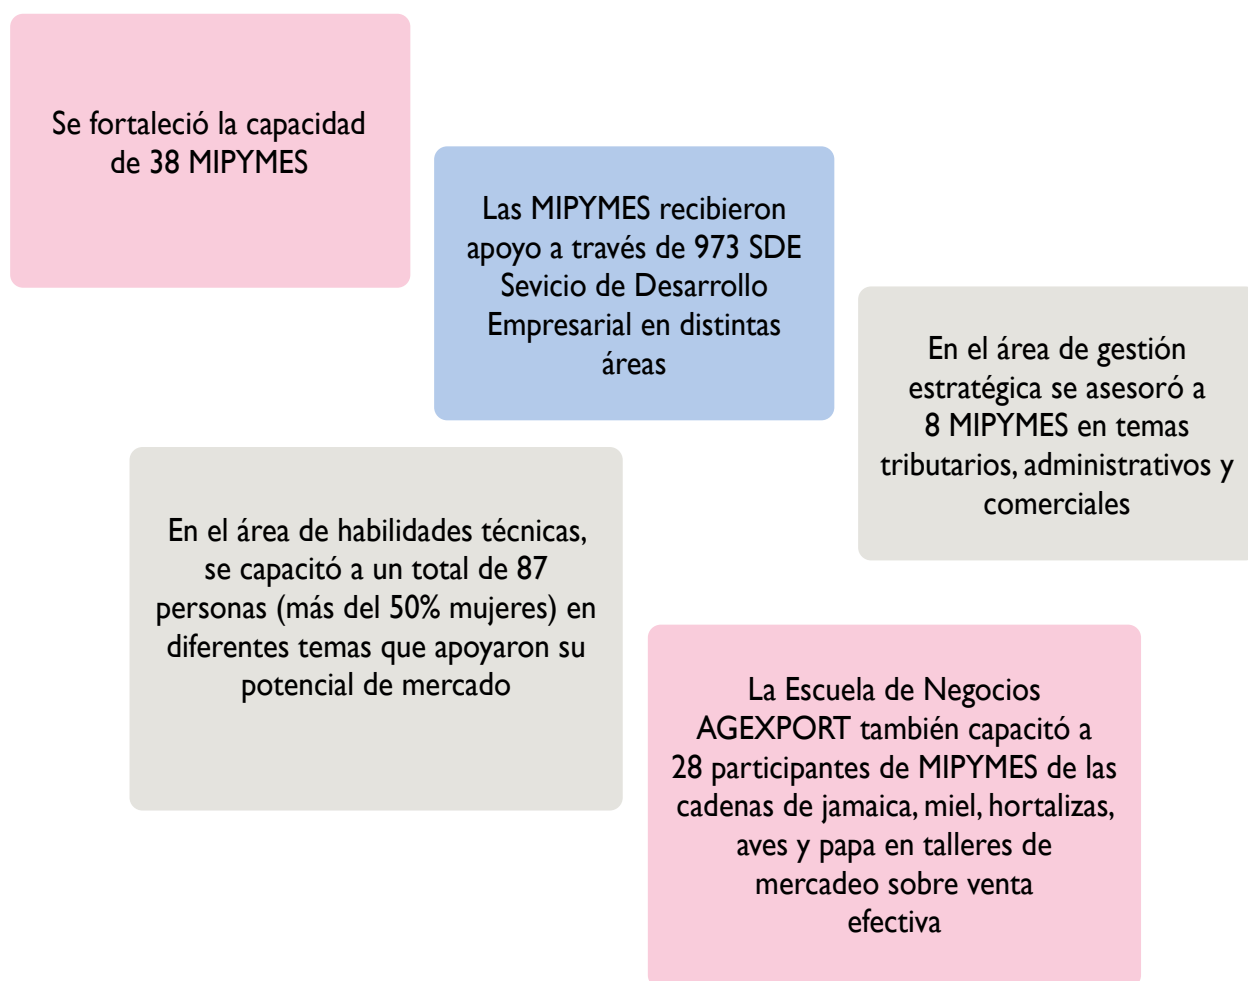 Se fortaleció la capacidad
de 38 MIPYMES
Las MIPYMES recibieron
apoyo a través de 973 SDE
Sevicio de Desarrollo
Empresarial en distintas
áreas
En el área de gestión
estratégica se asesoró a
8 MIPYMES en temas
tributarios, administrativos y
comerciales
En el área de habilidades técnicas,
se capacitó a un total de 87
personas (más del 50% mujeres) en
diferentes temas que apoyaron su
potencial de mercado
La Escuela de Negocios
AGEXPORT también capacitó a
28 participantes de MIPYMES de las
cadenas de jamaica, miel, hortalizas,
aves y papa en talleres de
mercadeo sobre venta
efectiva